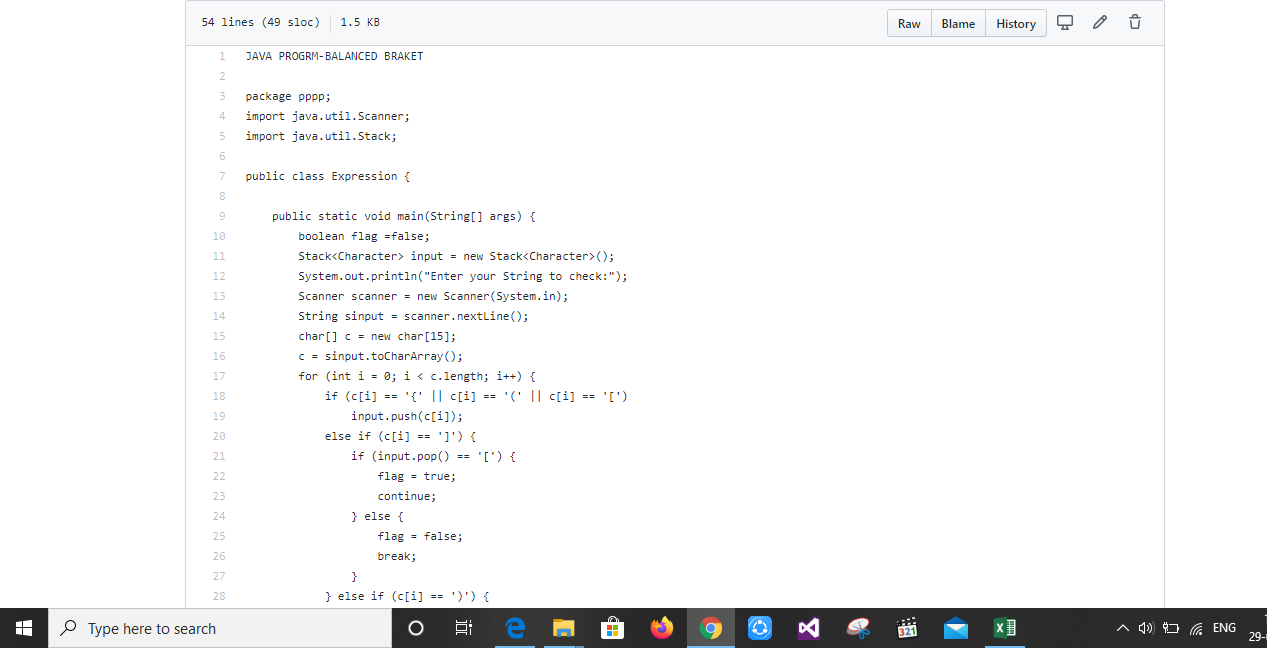 54 lines (49 sloc) 1.5 KB Raw Blame History
1 JAVA PROGRM-BALANCED BRAKET
2
3 package pppp;
4 import java.util.Scanner;
5 import java.util.Stack;
6
7 public class Expression {
8
9 public static void main(String[] args) {
10 boolean flag =false;
11 Stack<Character> input = new Stack<Character>();
12 System.out.println("Enter your String to check:");
13 Scanner scanner = new Scanner(System.in);
14 String sinput = scanner.nextLine();
15 char[] c = new char[15];
16 c = sinput.toCharArray();
17 for (int i = 0; i < c.length; i++) {
18 if (c[i] == '{' || c[i] == '(' || c[i] == '[')
19 input.push(c[i]);
20 else if (c[i] == ']') {
21 if (input.pop() == '[') {
22 flag = true;
23 continue;
24 } else {
25 flag = false;
26 break;
27 }
28 } else if (c[i] == ')') {
Type here to search 321 ENG
29-